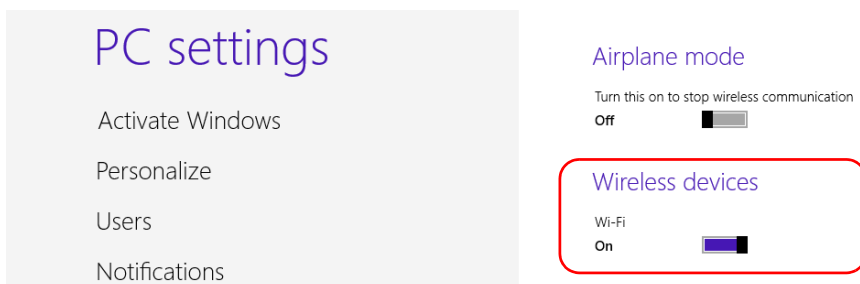 PC settings
Activate Windows
Personalize
Users
Notifications
Airplane mode
Turn this on to stop wireless communication
Off
Wireless devices
Wi-Fi
On